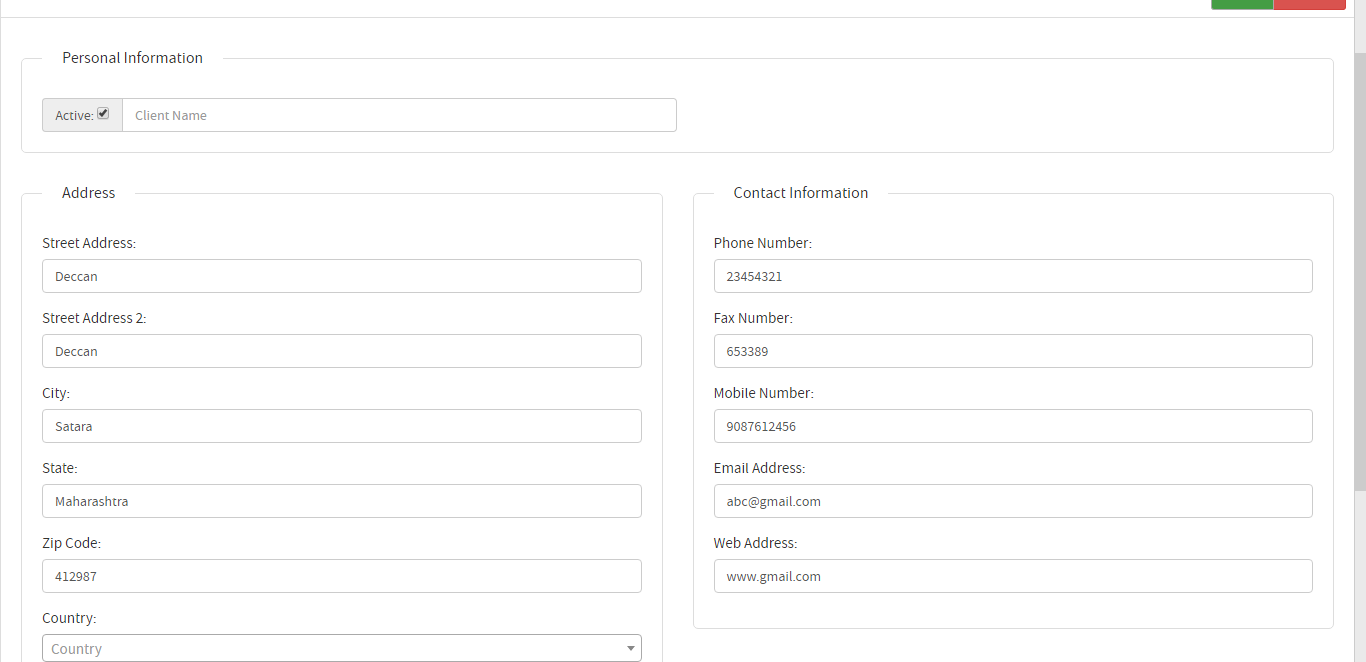 Personal Information
Active:
Client Name
Address
Street Address:
Deccan
Street Address 2:
Deccan
City:
Satara
State:
Maharashtra
Zip Code:
412987
Country:
Country
Contact Information
Phone Number:
23454321
Fax Number:
653389
Mobile Number:
9087612456
Email Address:
abc@gmail.com
Web Address:
www.gmail.com